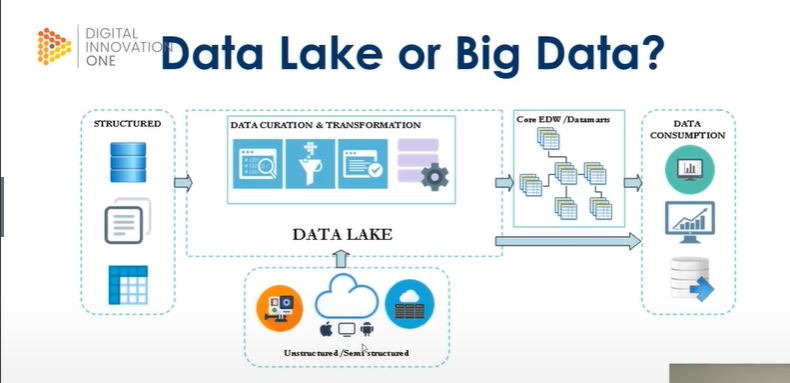 DIGITAL
INNOVATION
ONE
Data Lake or Big Data?
STRUCTURED
DATA CURATION & TRANSFORMATION
DATA LAKE
Core EDW /Datamarts
DATA
CONSUMPTION
Unstructured /Semi structured